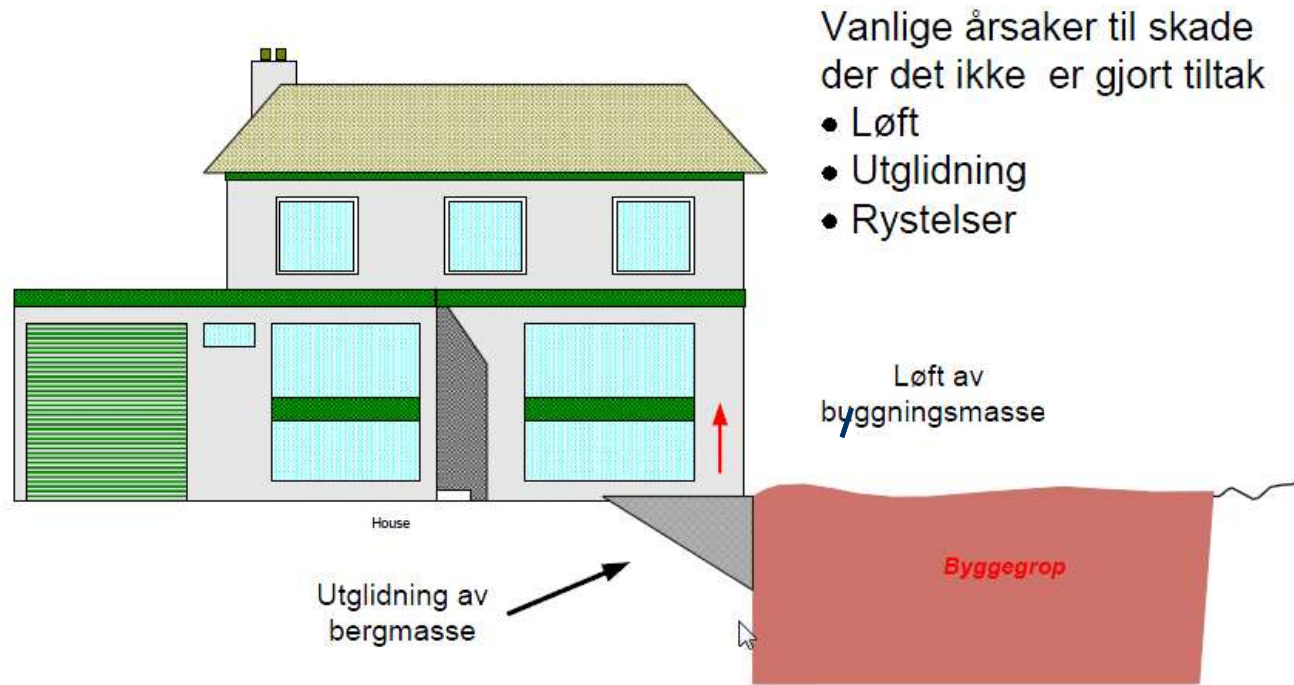 Vanlige årsaker til skade
der det ikke er gjort tiltak
• Løft
• Utglidning
• Rystelser
Løft av
buggningsmasse
House
Byggegrop
Utglidning av
bergmasse